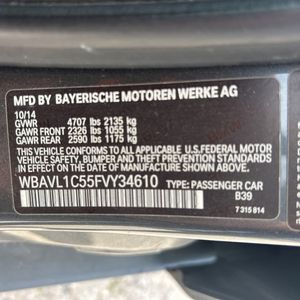 MFD BY BAYERISCHE MOTOREN WERKE AG
10/14
GVWR 4707 lbs 2135 kg
GAWR FRONT 2326 lbs 1055 kg
GAWR REAR 2590 lbs 1175 kg
THIS VEHICLE CONFORMS TO ALL APPLICABLE U.S. FEDERAL MOTOR
VEHICLE SAFETY, BUMPER, AND THEFT PREVENTION STANDARDS
IN EFFECT ON THE DATE OF MANUFACTURE SHOWN ABOVE.
WBAVL1C55FVY34610 TYPE: PASSENGER CAR
B39
7 315 814